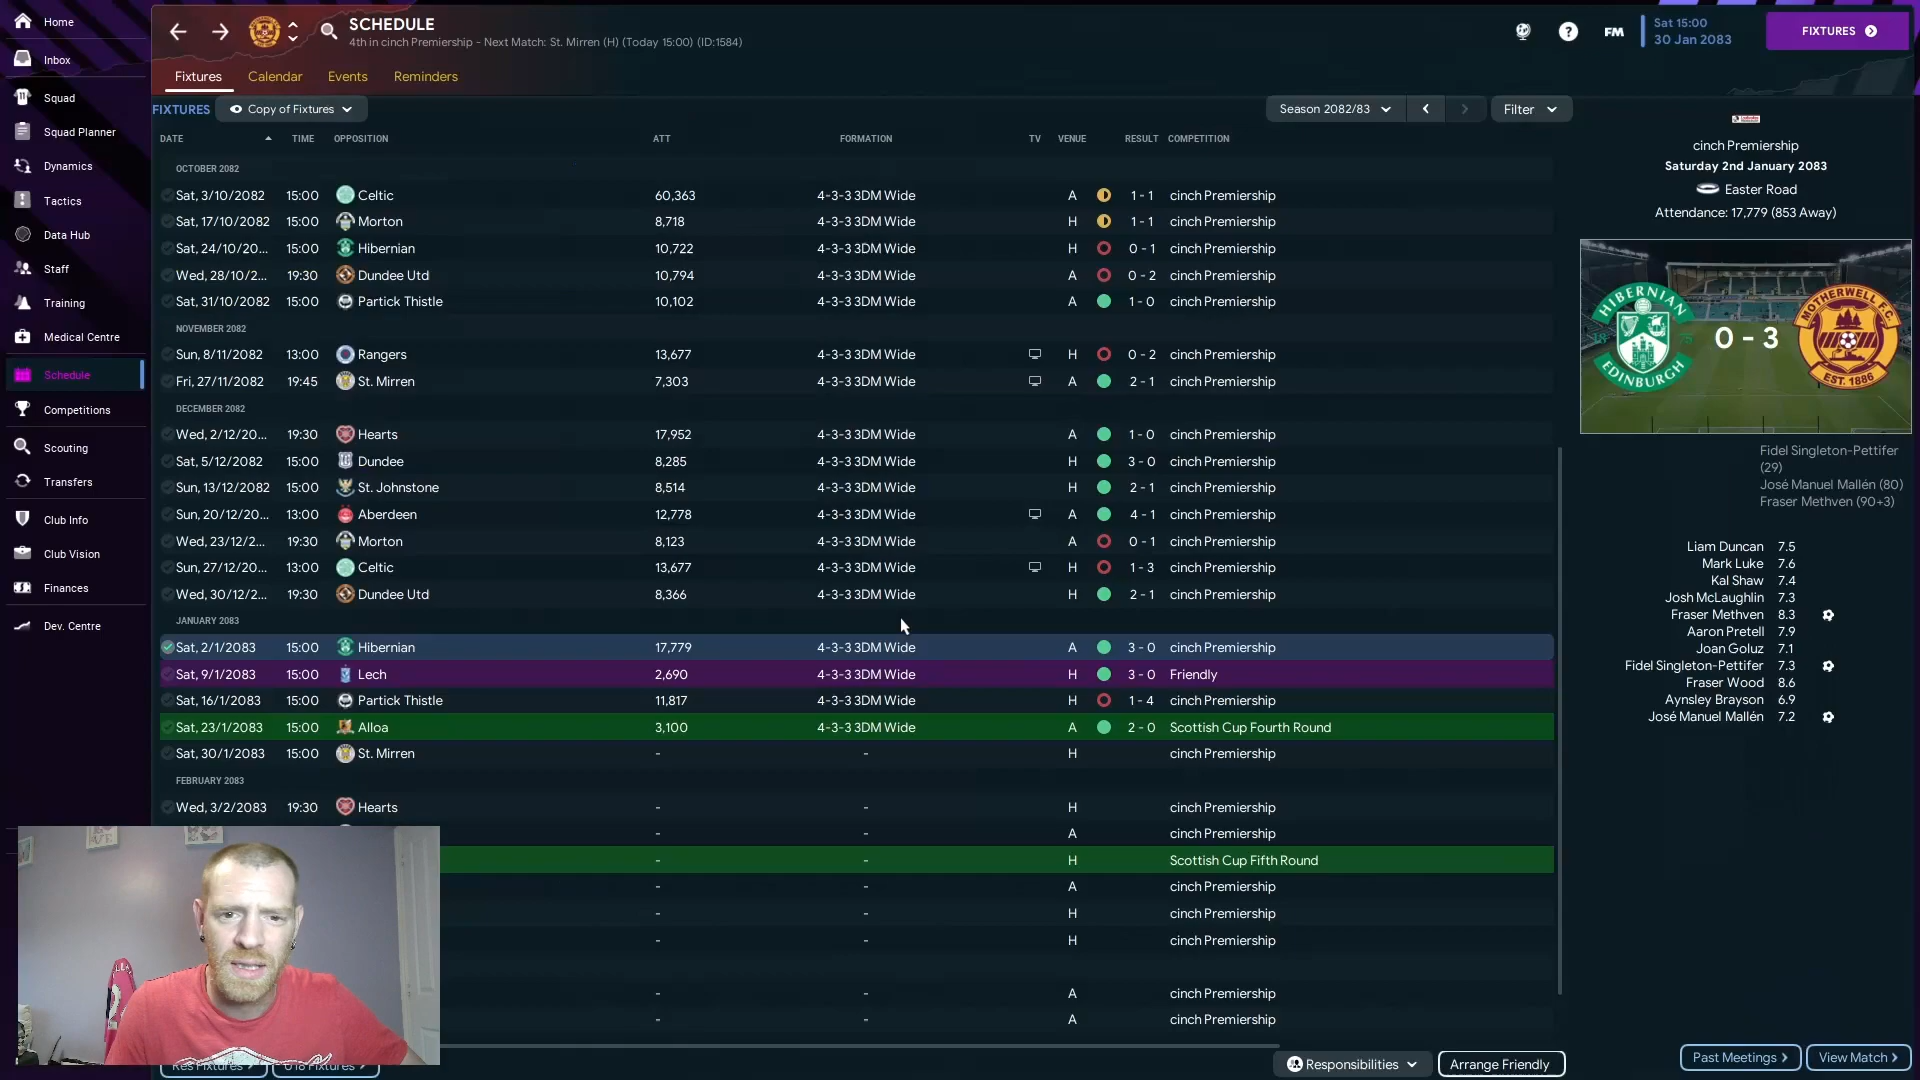 Home
Inbox
Squad
Squad Planner
Dynamics
Tactics
Data Hub
Staff
Training
Medical Centre
Schedule
Competitions
Scouting
Transfers
Club Info
Club Vision
Finances
Dev. Centre
SCHEDULE
4th in cinch Premiership - Next Match: St. Mirren (H) (Today 15:00) (ID:1584)
FM
Sat 15:00
30 Jan 2083
FIXTURES
Fixtures Calendar Events Reminders
FIXTURES Copy of Fixtures Season 2082/83 Filter
DATE TIME OPPOSITION ATT FORMATION TV VENUE RESULT COMPETITION
OCTOBER 2082
Sat, 3/10/2082 15:00 Celtic 60,363 4-3-3 3DM Wide A 1 - 1 cinch Premiership
Sat, 17/10/2082 15:00 Morton 8,718 4-3-3 3DM Wide H 1 - 1 cinch Premiership
Sat, 24/10/20... 15:00 Hibernian 10,722 4-3-3 3DM Wide H 0 - 1 cinch Premiership
Wed, 28/10/2... 19:30 Dundee Utd 10,794 4-3-3 3DM Wide A 0 - 2 cinch Premiership
Sat, 31/10/2082 15:00 Partick Thistle 10,102 4-3-3 3DM Wide A 1 - 0 cinch Premiership
NOVEMBER 2082
Sun, 8/11/2082 13:00 Rangers 13,677 4-3-3 3DM Wide H 0 - 2 cinch Premiership
Fri, 27/11/2082 19:45 St. Mirren 7,303 4-3-3 3DM Wide A 2 - 1 cinch Premiership
DECEMBER 2082
Wed, 2/12/20... 19:30 Hearts 17,952 4-3-3 3DM Wide A 1 - 0 cinch Premiership
Sat, 5/12/2082 15:00 Dundee 8,285 4-3-3 3DM Wide H 3 - 0 cinch Premiership
Sun, 13/12/2082 15:00 St. Johnstone 8,514 4-3-3 3DM Wide H 2 - 1 cinch Premiership
Sun, 20/12/20... 13:00 Aberdeen 12,778 4-3-3 3DM Wide A 4 - 1 cinch Premiership
Wed, 23/12/2... 19:30 Morton 8,123 4-3-3 3DM Wide A 0 - 1 cinch Premiership
Sun, 27/12/20... 13:00 Celtic 13,677 4-3-3 3DM Wide H 1 - 3 cinch Premiership
Wed, 30/12/2... 19:30 Dundee Utd 8,366 4-3-3 3DM Wide H 2 - 1 cinch Premiership
JANUARY 2083
Sat, 2/1/2083 15:00 Hibernian 17,779 4-3-3 3DM Wide A 3 - 0 cinch Premiership
Sat, 9/1/2083 15:00 Lech 2,690 4-3-3 3DM Wide H 3 - 0 Friendly
Sat, 16/1/2083 15:00 Partick Thistle 11,817 4-3-3 3DM Wide H 1 - 4 cinch Premiership
Sat, 23/1/2083 15:00 Alloa 3,100 4-3-3 3DM Wide A 2 - 0 Scottish Cup Fourth Round
Sat, 30/1/2083 15:00 St. Mirren - - H cinch Premiership
FEBRUARY 2083
Wed, 3/2/2083 19:30 Hearts - - H cinch Premiership
- - A cinch Premiership
- - H Scottish Cup Fifth Round
- - A cinch Premiership
- - H cinch Premiership
- - H cinch Premiership
- - A cinch Premiership
- - A cinch Premiership
Res Fixtures U18 Fixtures
Responsibilities Arrange Friendly
cinch Premiership
Saturday 2nd January 2083
Easter Road
Attendance: 17,779 (853 Away)
HIBERNIAN
EDINBURGH
0 - 3
MOTHERWELL F.C.
EST. 1886
Fidel Singleton-Pettifer
(29)
José Manuel Mallén (80)
Fraser Methven (90+3)
Liam Duncan 7.5
Mark Luke 7.6
Kal Shaw 7.4
Josh McLaughlin 7.3
Fraser Methven 8.3
Aaron Pretell 7.9
Joan Goluz 7.1
Fidel Singleton-Pettifer 7.3
Fraser Wood 8.6
Aynsley Brayson 6.9
José Manuel Mallén 7.2
Past Meetings View Match